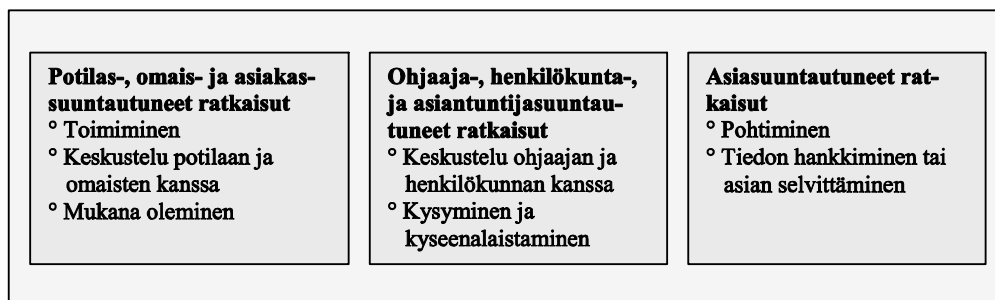 Potilas-, omais- ja asiakas-
suuntautuneet ratkaisut
° Toimiminen
° Keskustelu potilaan ja
omaisten kanssa
° Mukana oleminen
Ohjaaja-, henkilökunta-,
ja asiantuntijasuuntau-
tuneet ratkaisut
° Keskustelu ohjaajan ja
henkilökunnan kanssa
° Kysyminen ja
kyseenalaistaminen
Asiasuuntautuneet rat-
kaisut
° Pohtiminen
° Tiedon hankkiminen tai
asian selvittäminen